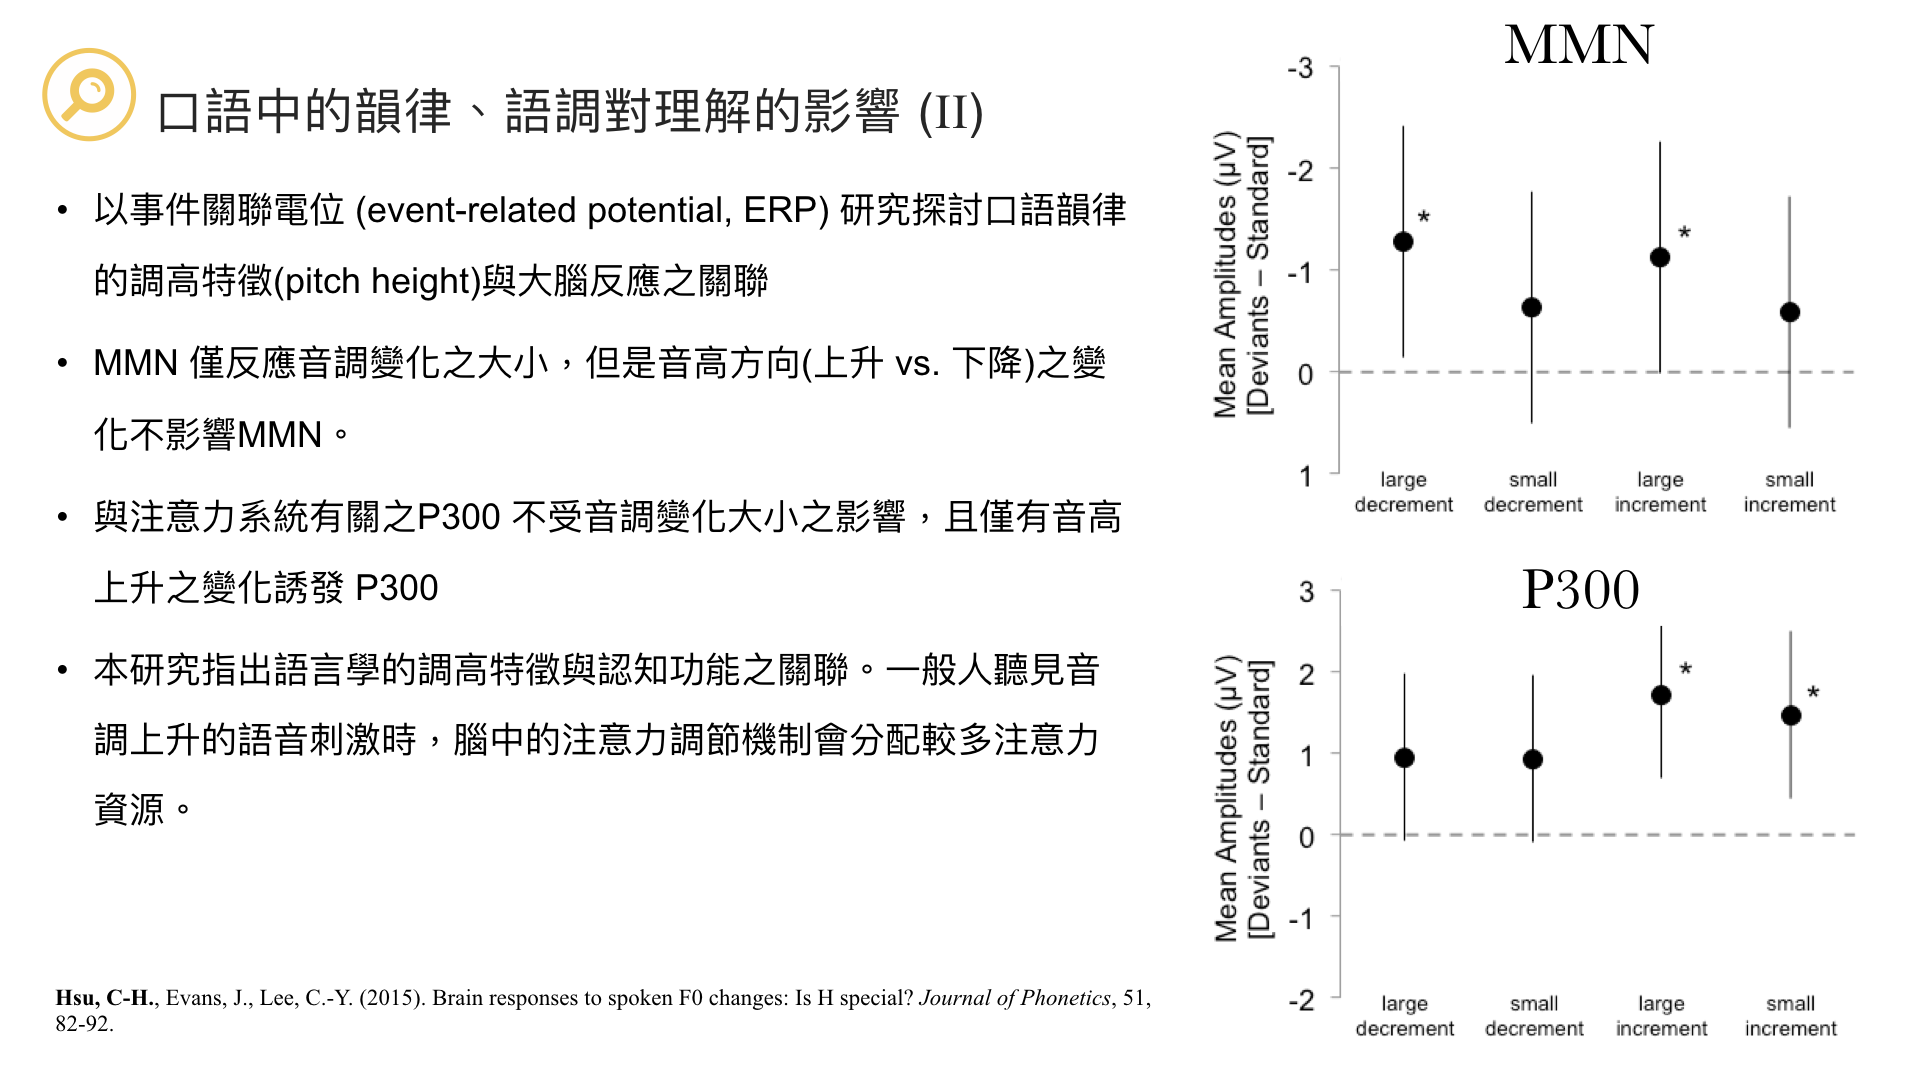 口語中的韻律、語調對理解的影響 (II)
• 以事件關聯電位 (event-related potential, ERP) 研究探討口語韻律
的調高特徵(pitch height)與大腦反應之關聯
• MMN 僅反應音調變化之大小，但是音高方向(上升 vs. 下降)之變
化不影響MMN。
• 與注意力系統有關之P300 不受音調變化大小之影響，且僅有音高
上升之變化誘發 P300
• 本研究指出語言學的調高特徵與認知功能之關聯。一般人聽見音
調上升的語音刺激時，腦中的注意力調節機制會分配較多注意力
資源。
Hsu, C-H., Evans, J., Lee, C.-Y. (2015). Brain responses to spoken F0 changes: Is H special? Journal of Phonetics, 51,
82-92.
MMN
Mean Amplitudes (µV)
[Deviants – Standard]
-3
-2
-1
0
1
*
*
large decrement
small decrement
large increment
small increment
P300
Mean Amplitudes (µV)
[Deviants – Standard]
3
2
1
0
-1
-2
*
*
large decrement
small decrement
large increment
small increment